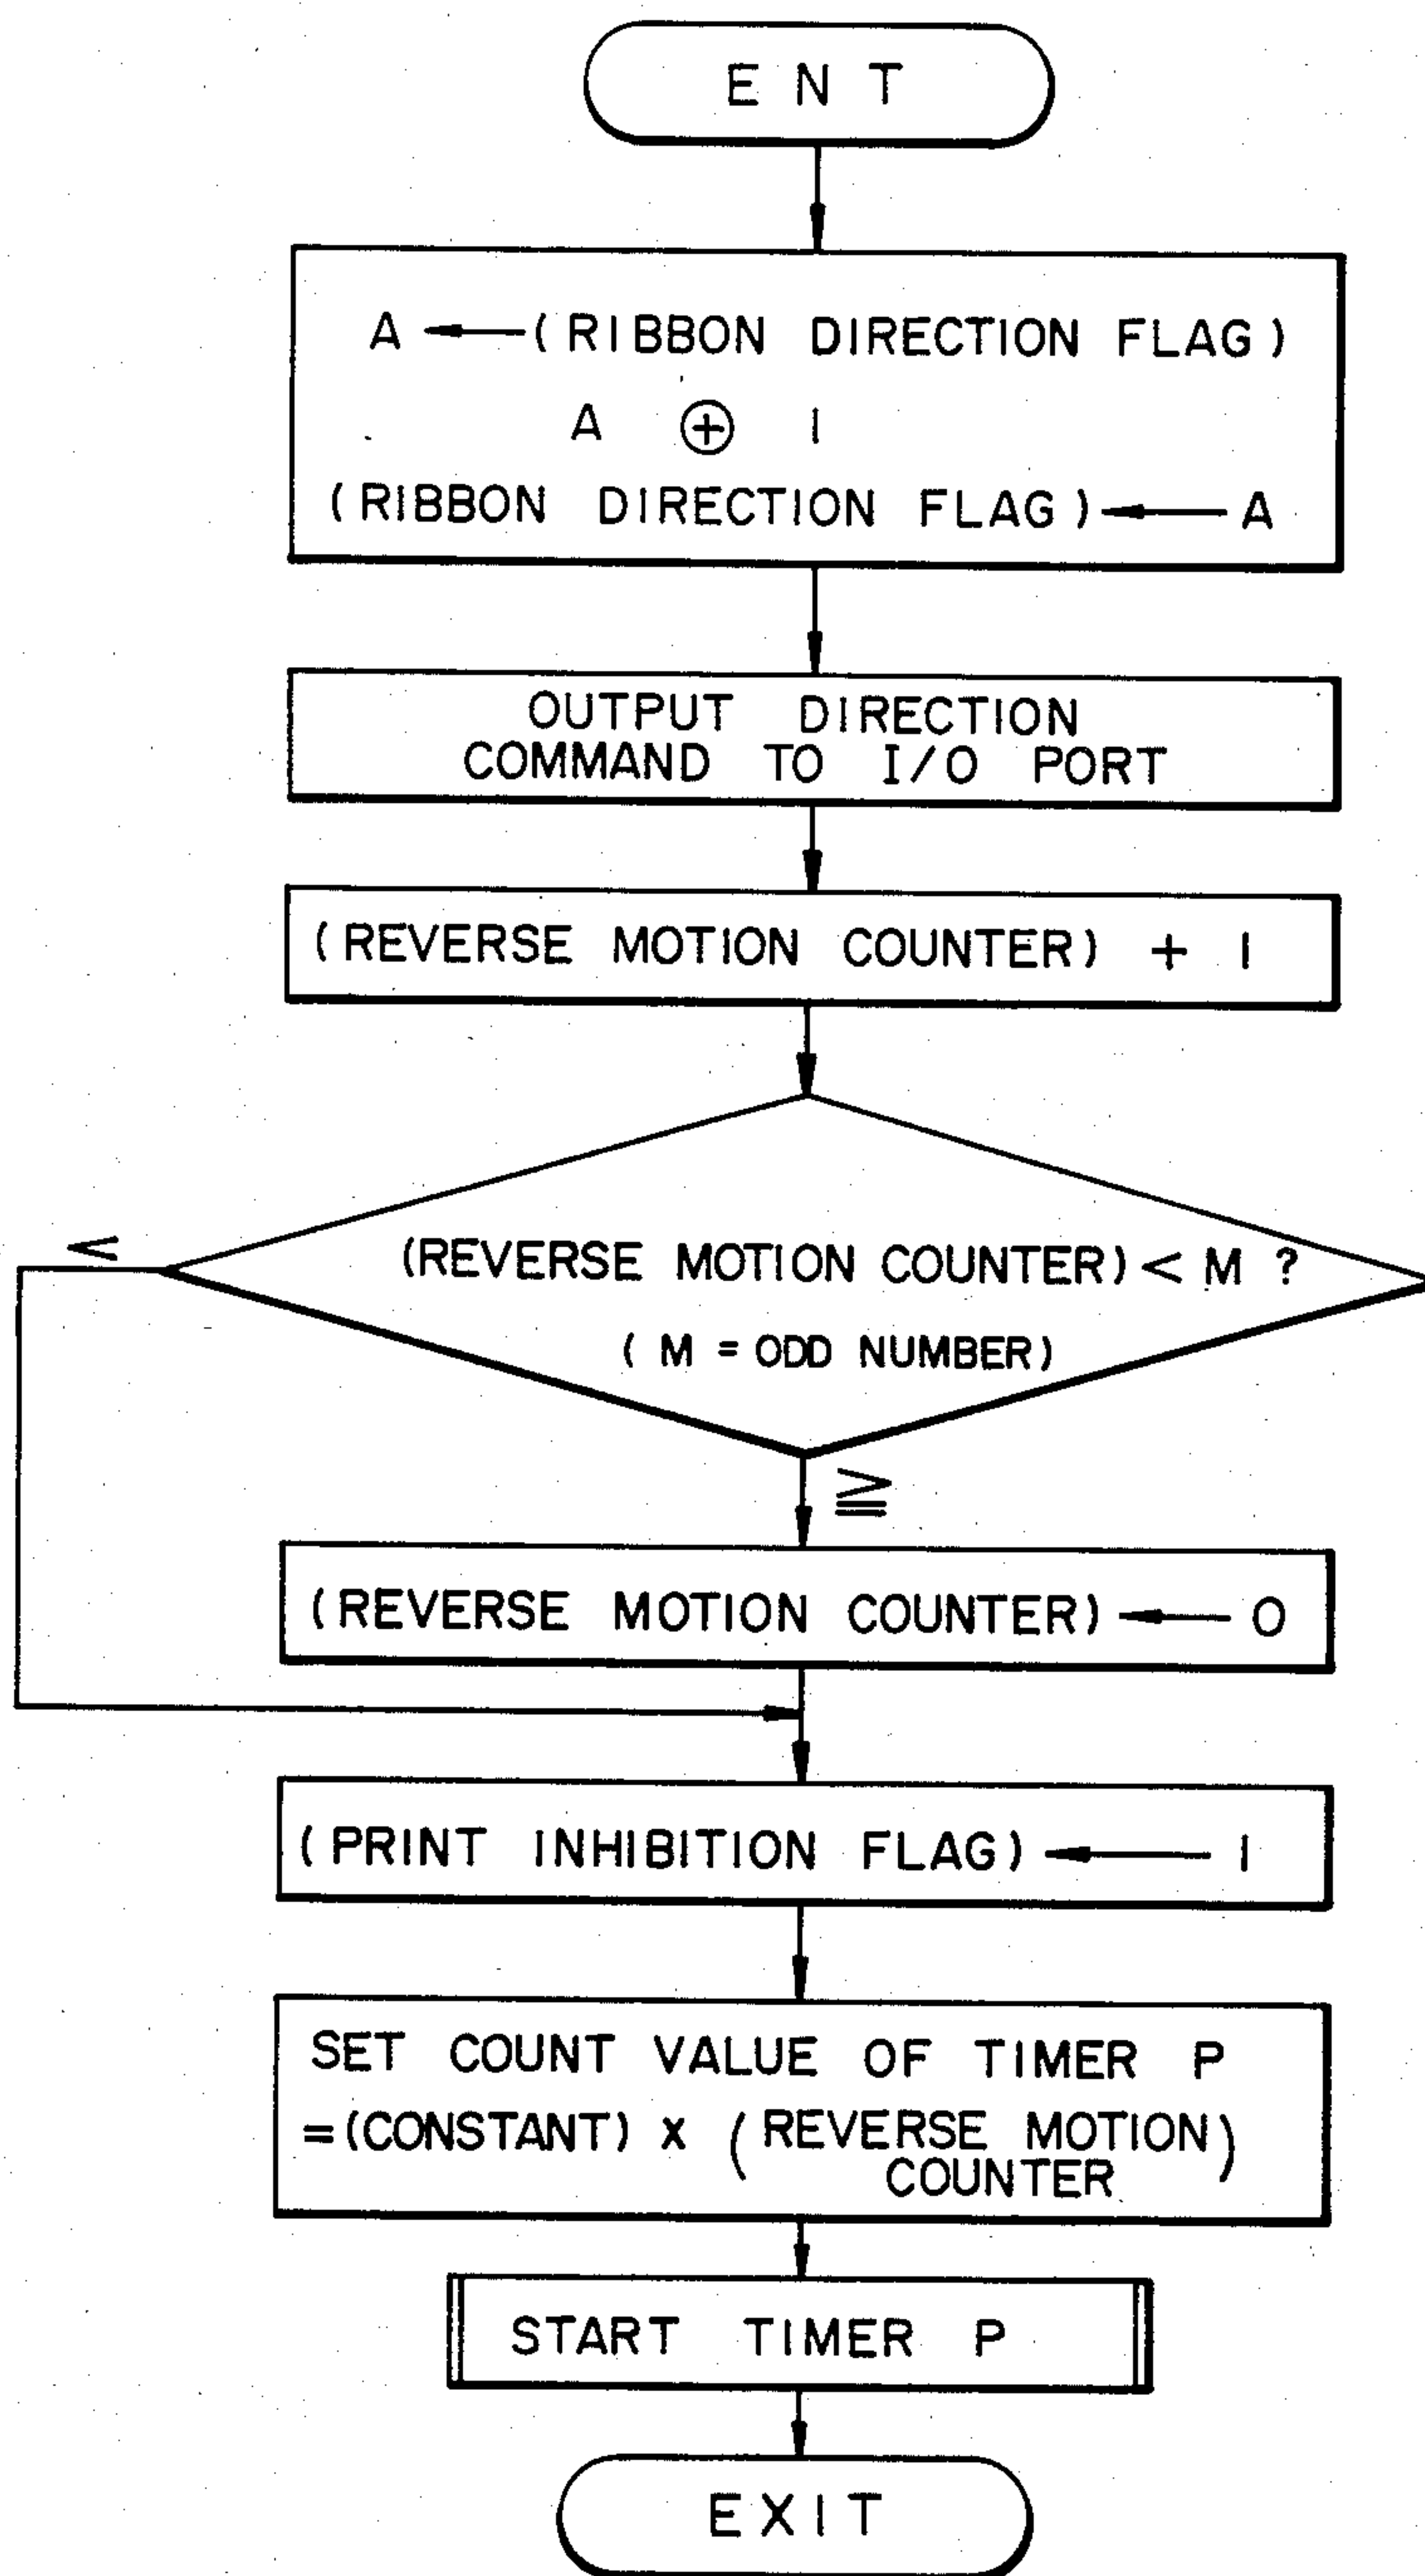 ENT
A ← (RIBBON DIRECTION FLAG)
A ⊕ 1
(RIBBON DIRECTION FLAG) ← A
OUTPUT DIRECTION
COMMAND TO I/O PORT
(REVERSE MOTION COUNTER) + 1
<
(REVERSE MOTION COUNTER) < M ?
(M = ODD NUMBER)
≧
(REVERSE MOTION COUNTER) ← 0
(PRINT INHIBITION FLAG) ← 1
SET COUNT VALUE OF TIMER P
= (CONSTANT) x (REVERSE MOTION
COUNTER)
START TIMER P
EXIT